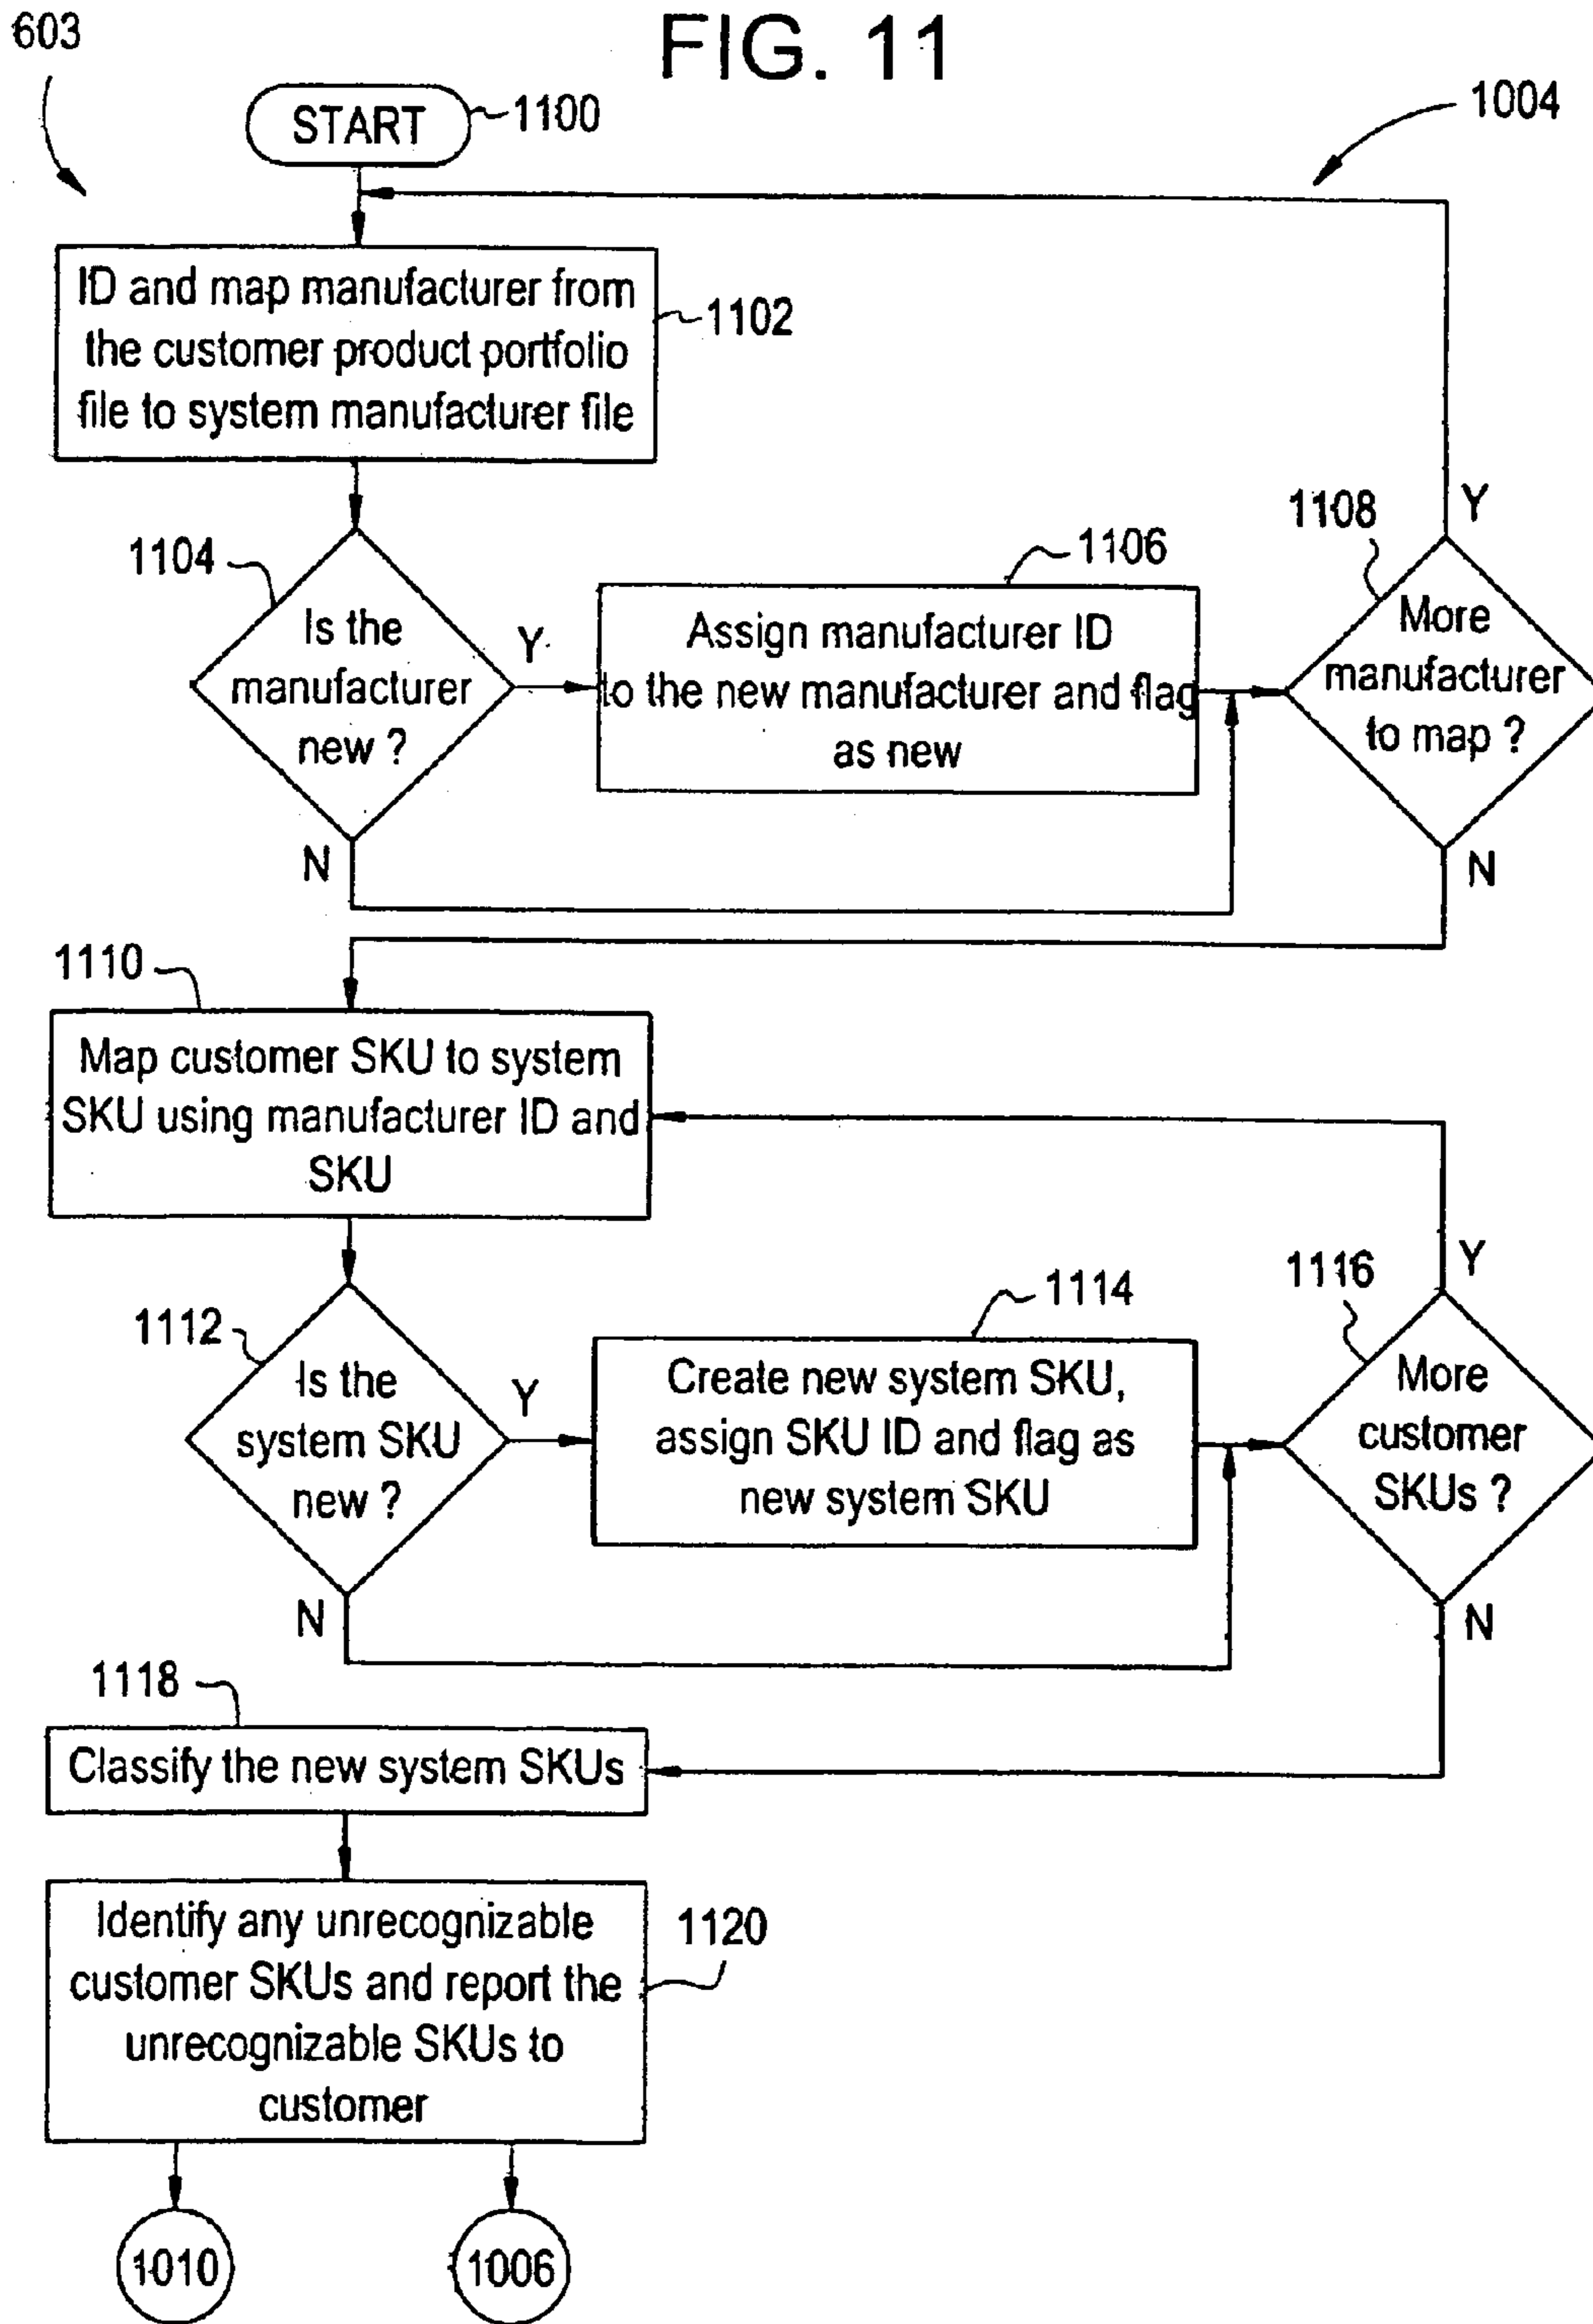 FIG. 11
603
START
1100
1004
ID and map manufacturer from
the customer product portfolio
file to system manufacturer file
1102
1104
Is the
manufacturer
new ?
Y
N
1106
Assign manufacturer ID
to the new manufacturer and flag
as new
1108
More
manufacturer
to map ?
Y
N
1110
Map customer SKU to system
SKU using manufacturer ID and
SKU
1112
Is the
system SKU
new ?
Y
N
1114
Create new system SKU,
assign SKU ID and flag as
new system SKU
1116
More
customer
SKUs ?
Y
N
1118
Classify the new system SKUs
Identify any unrecognizable
customer SKUs and report the
unrecognizable SKUs to
customer
1120
1010
1006